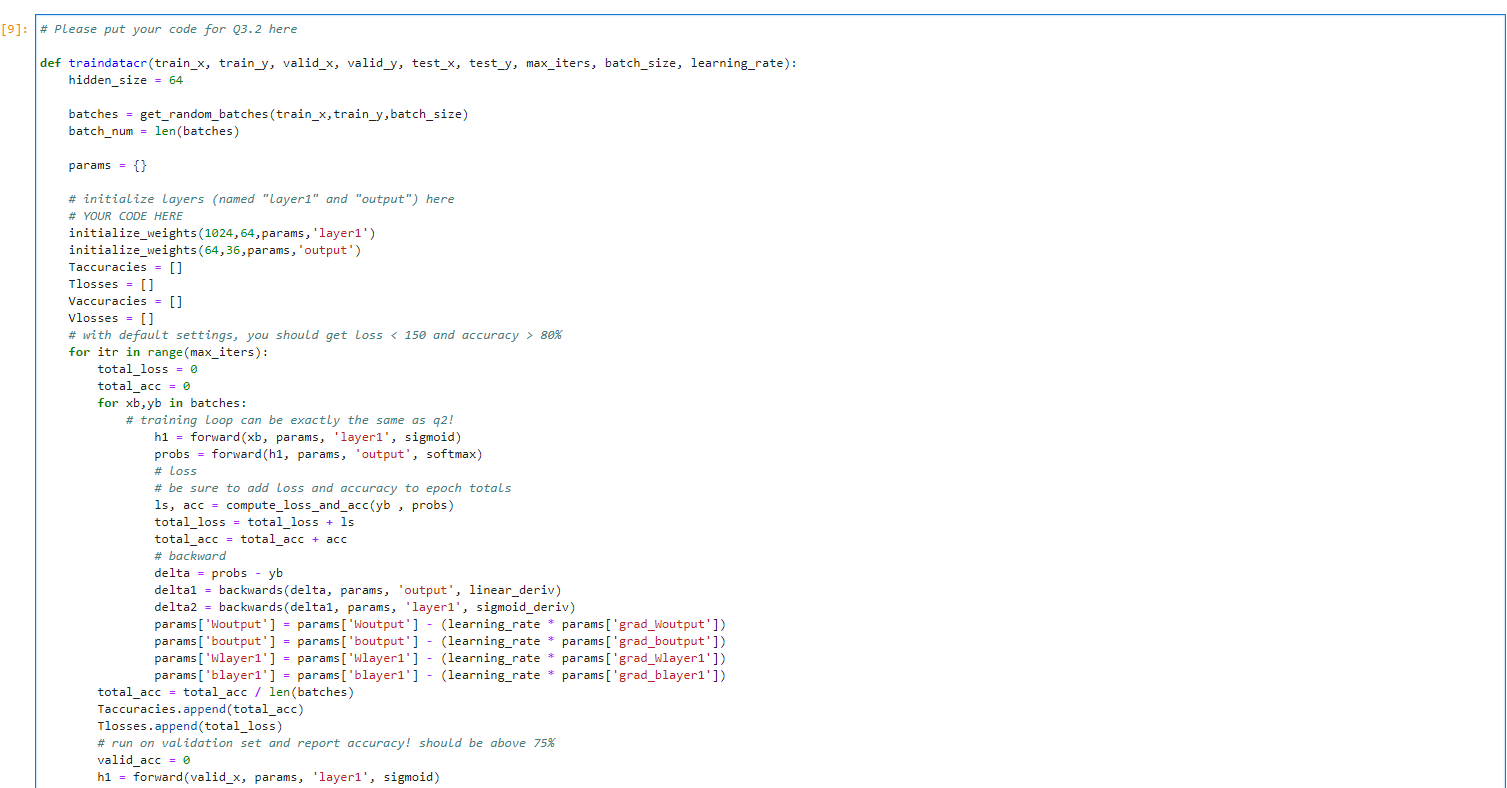 [9]: # Please put your code for Q3.2 here
def traindatacr(train_x, train_y, valid_x, valid_y, test_x, test_y, max_iters, batch_size, learning_rate):
    hidden_size = 64
    batches = get_random_batches(train_x,train_y,batch_size)
    batch_num = len(batches)
    params = {}
    # initialize layers (named "layer1" and "output") here
    # YOUR CODE HERE
    initialize_weights(1024,64,params,'layer1')
    initialize_weights(64,36,params,'output')
    Taccuracies = []
    Tlosses = []
    Vaccuracies = []
    Vlosses = []
    # with default settings, you should get loss < 150 and accuracy > 80%
    for itr in range(max_iters):
        total_loss = 0
        total_acc = 0
        for xb,yb in batches:
            # training loop can be exactly the same as q2!
                h1 = forward(xb, params, 'layer1', sigmoid)
                probs = forward(h1, params, 'output', softmax)
                # loss
                # be sure to add loss and accuracy to epoch totals
                ls, acc = compute_loss_and_acc(yb , probs)
                total_loss = total_loss + ls
                total_acc = total_acc + acc
                # backward
                delta = probs - yb
                delta1 = backwards(delta, params, 'output', linear_deriv)
                delta2 = backwards(delta1, params, 'layer1', sigmoid_deriv)
                params['Woutput'] = params['Woutput'] - (learning_rate * params['grad_Woutput'])
                params['boutput'] = params['boutput'] - (learning_rate * params['grad_boutput'])
                params['Wlayer1'] = params['Wlayer1'] - (learning_rate * params['grad_Wlayer1'])
                params['blayer1'] = params['blayer1'] - (learning_rate * params['grad_blayer1'])
        total_acc = total_acc / len(batches)
        Taccuracies.append(total_acc)
        Tlosses.append(total_loss)
        # run on validation set and report accuracy! should be above 75%
        valid_acc = 0
        h1 = forward(valid_x, params, 'layer1', sigmoid)